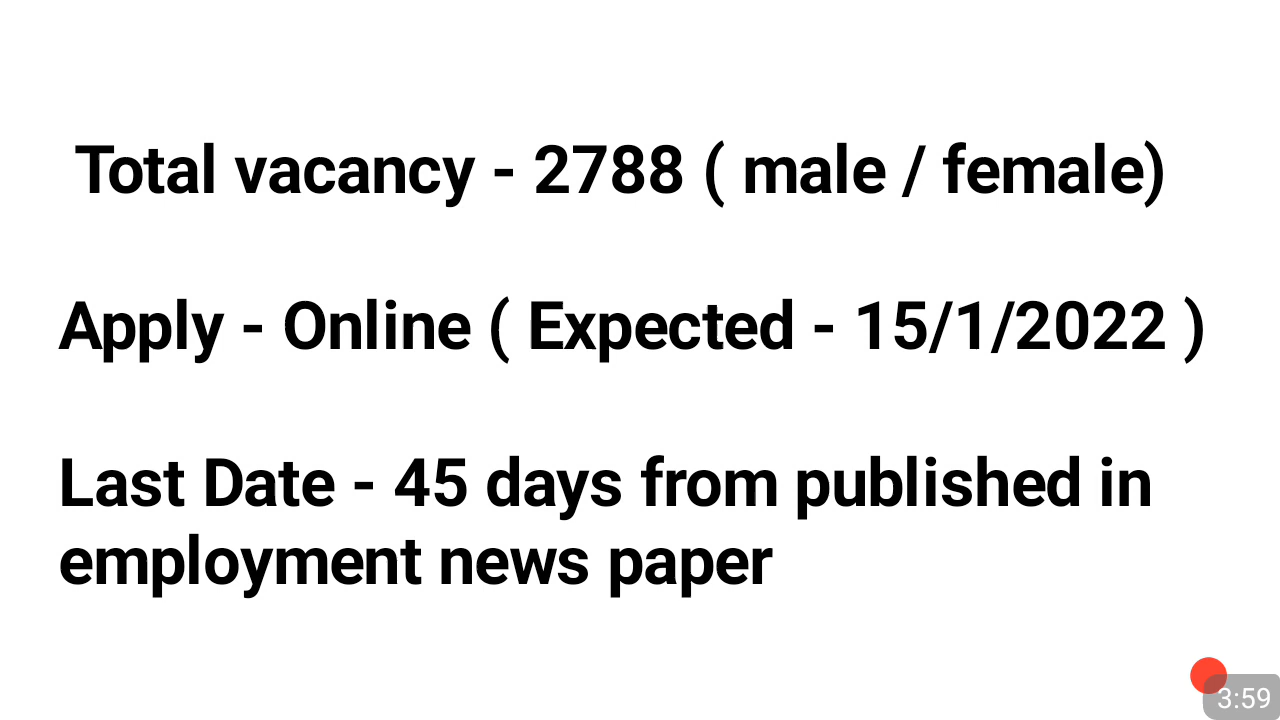 Total vacancy - 2788 ( male / female)
Apply - Online ( Expected - 15/1/2022 )
Last Date - 45 days from published in
employment news paper
3:59